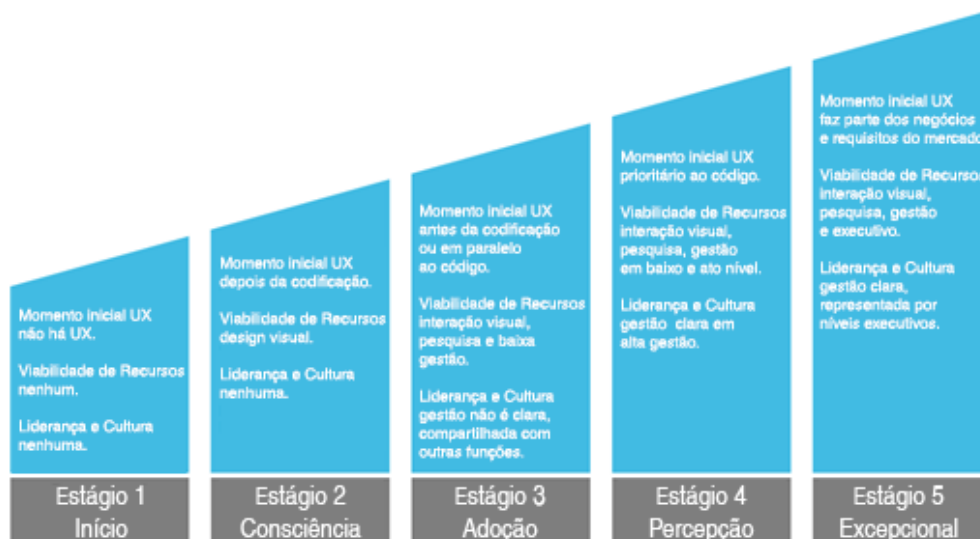 Momento inicial UX
não há UX.
Viabilidade de Recursos
nenhum.
Liderança e Cultura
nenhuma.
Estágio 1
Início
Momento inicial UX
depois da codificação.
Viabilidade de Recursos
design visual.
Liderança e Cultura
nenhuma.
Estágio 2
Consciência
Momento inicial UX
antes da codificação
ou em paralelo
ao código.
Viabilidade de Recursos
interação visual,
pesquisa e baixa
gestão.
Liderança e Cultura
gestão não é clara,
compartilhada com
outras funções.
Estágio 3
Adoção
Momento inicial UX
prioritário ao código.
Viabilidade de Recursos
interação visual,
pesquisa, gestão
em baixo e ato nível.
Liderança e Cultura
gestão clara em
alta gestão.
Estágio 4
Percepção
Momento inicial UX
faz parte dos negócios
e requisitos do mercado
Viabilidade de Recursos
interação visual,
pesquisa, gestão
e executivo.
Liderança e Cultura
gestão clara,
representada por
níveis executivos.
Estágio 5
Excepcional